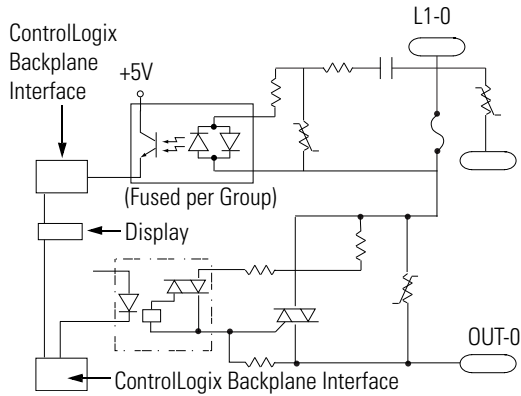 L1-0
ControlLogix
Backplane
Interface
+5V
(Fused per Group)
Display
OUT-0
ControlLogix Backplane Interface